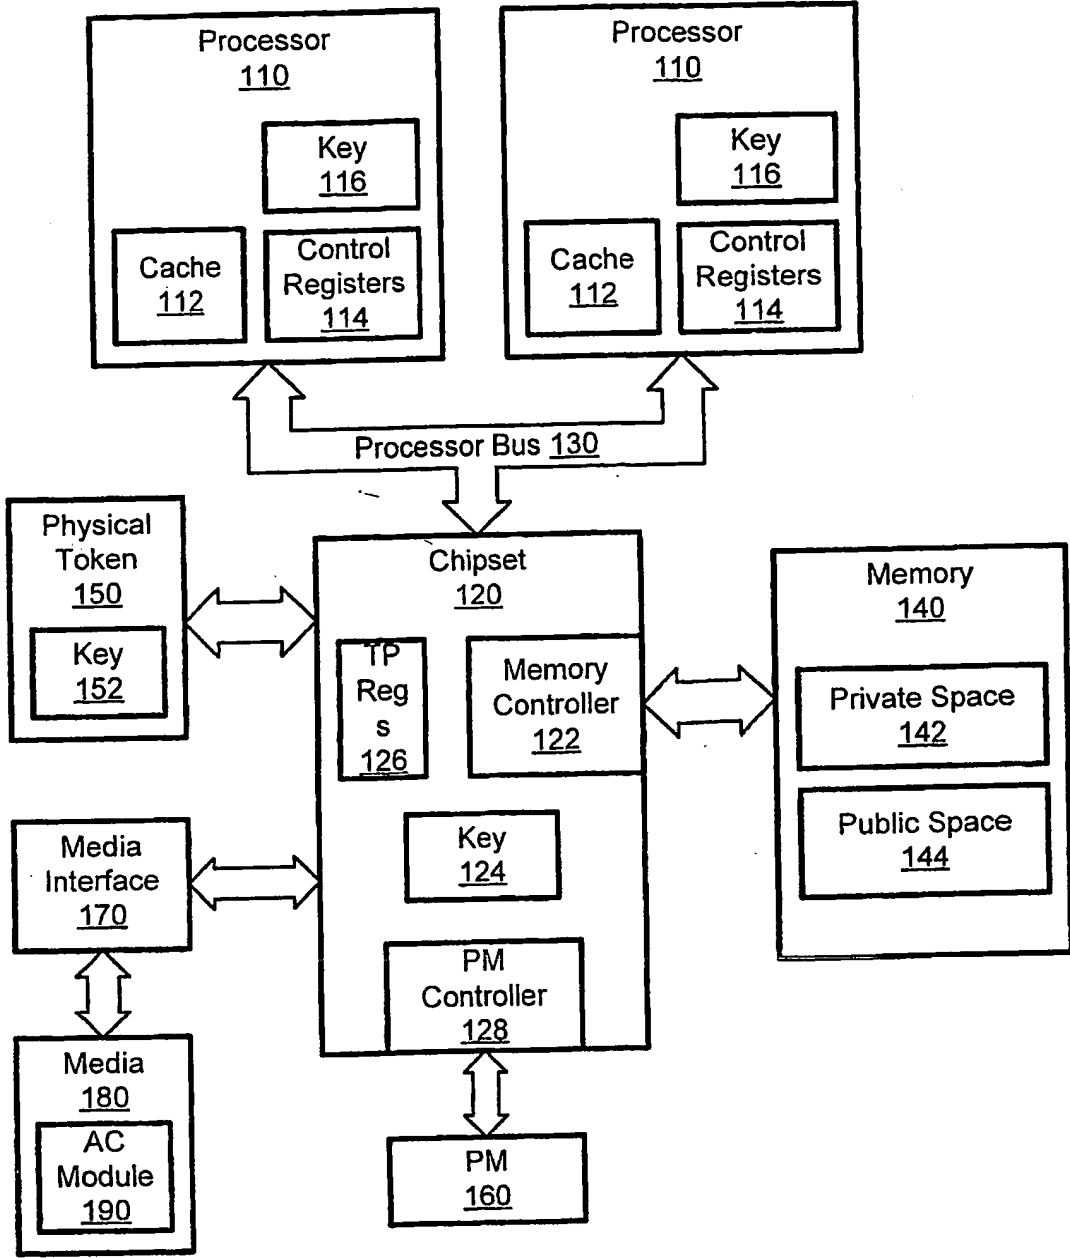 Processor
110
Key
116
Cache
112
Control
Registers
114
Processor
110
Key
116
Cache
112
Control
Registers
114
Processor Bus 130
Physical
Token
150
Key
152
Chipset
120
TP
Reg
s
126
Memory
Controller
122
Key
124
PM
Controller
128
Memory
140
Private Space
142
Public Space
144
Media
Interface
170
Media
180
AC
Module
190
PM
160